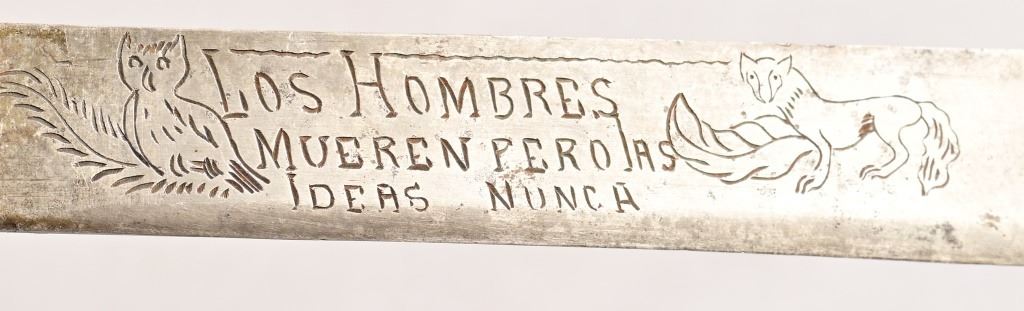 LOS HOMBRES
MUEREN PERO lAS
IDEAS NUNCA